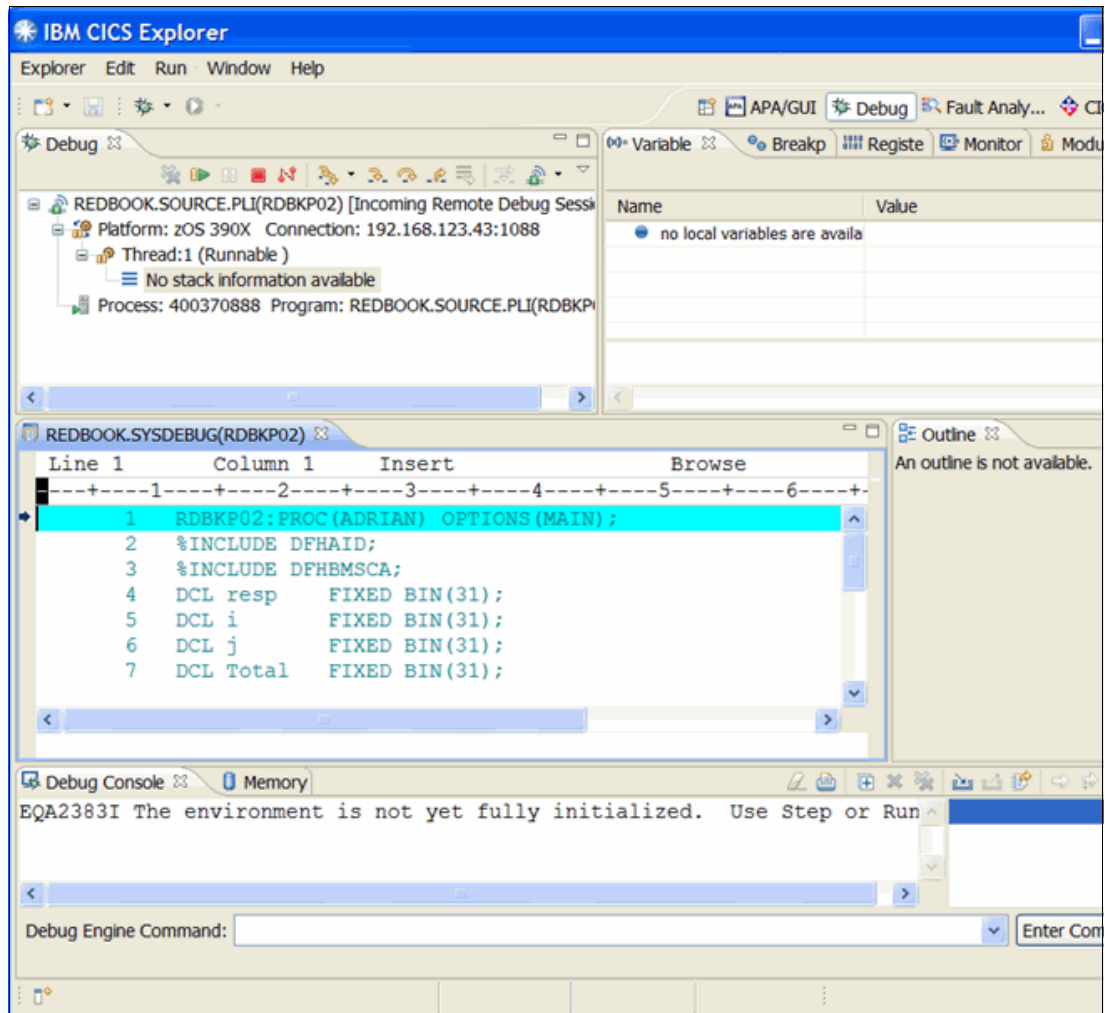 IBM CICS Explorer
Explorer Edit Run Window Help
APA/GUI Debug Fault Analy... CI
Debug
Variable Breakp Registe Monitor Modu
REDBOOK.SOURCE.PLI(RDBKP02) [Incoming Remote Debug Sessi
Platform: zOS 390X Connection: 192.168.123.43:1088
Thread:1 (Runnable )
No stack information available
Process: 400370888 Program: REDBOOK.SOURCE.PLI(RDBKP
Name Value
no local variables are availa
REDBOOK.SYSDEBUG(RDBKP02)
Line 1 Column 1 Insert Browse
----+----1----+----2----+----3----+----4----+----5----+----6----+-
1 RDBKP02:PROC(ADRIAN) OPTIONS(MAIN);
2 %INCLUDE DFHAID;
3 %INCLUDE DFHBMSCA;
4 DCL resp FIXED BIN(31);
5 DCL i FIXED BIN(31);
6 DCL j FIXED BIN(31);
7 DCL Total FIXED BIN(31);
Outline
An outline is not available.
Debug Console Memory
EQA2383I The environment is not yet fully initialized. Use Step or Run
Debug Engine Command: Enter Com